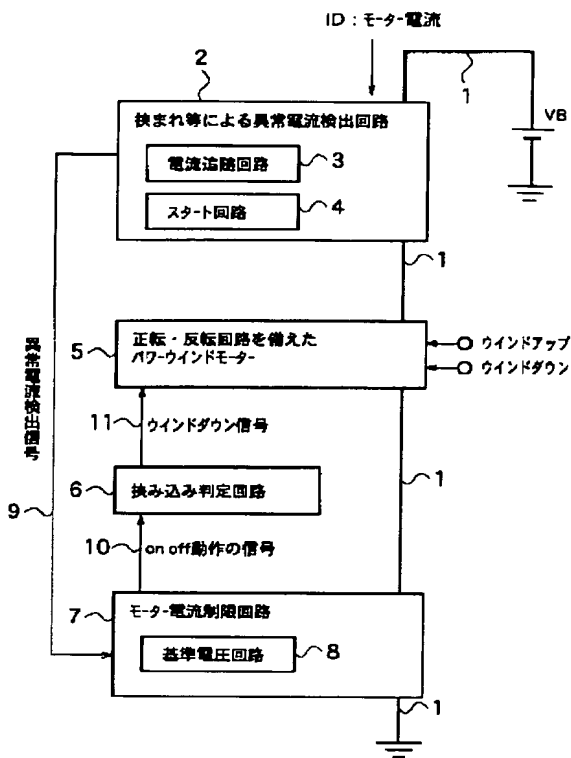 ID：モーター電流
2
1
VB
挟まれ等による異常電流検出回路
電流追随回路
3
スタート回路
4
1
正転・反転回路を備えた
パワーウインドモーター
5
ウインドアップ
ウインドダウン
異常電流検出信号
11
ウインドダウン信号
6
挟み込み判定回路
1
9
10
on off動作の信号
7
モーター電流制限回路
基準電圧回路
8
1